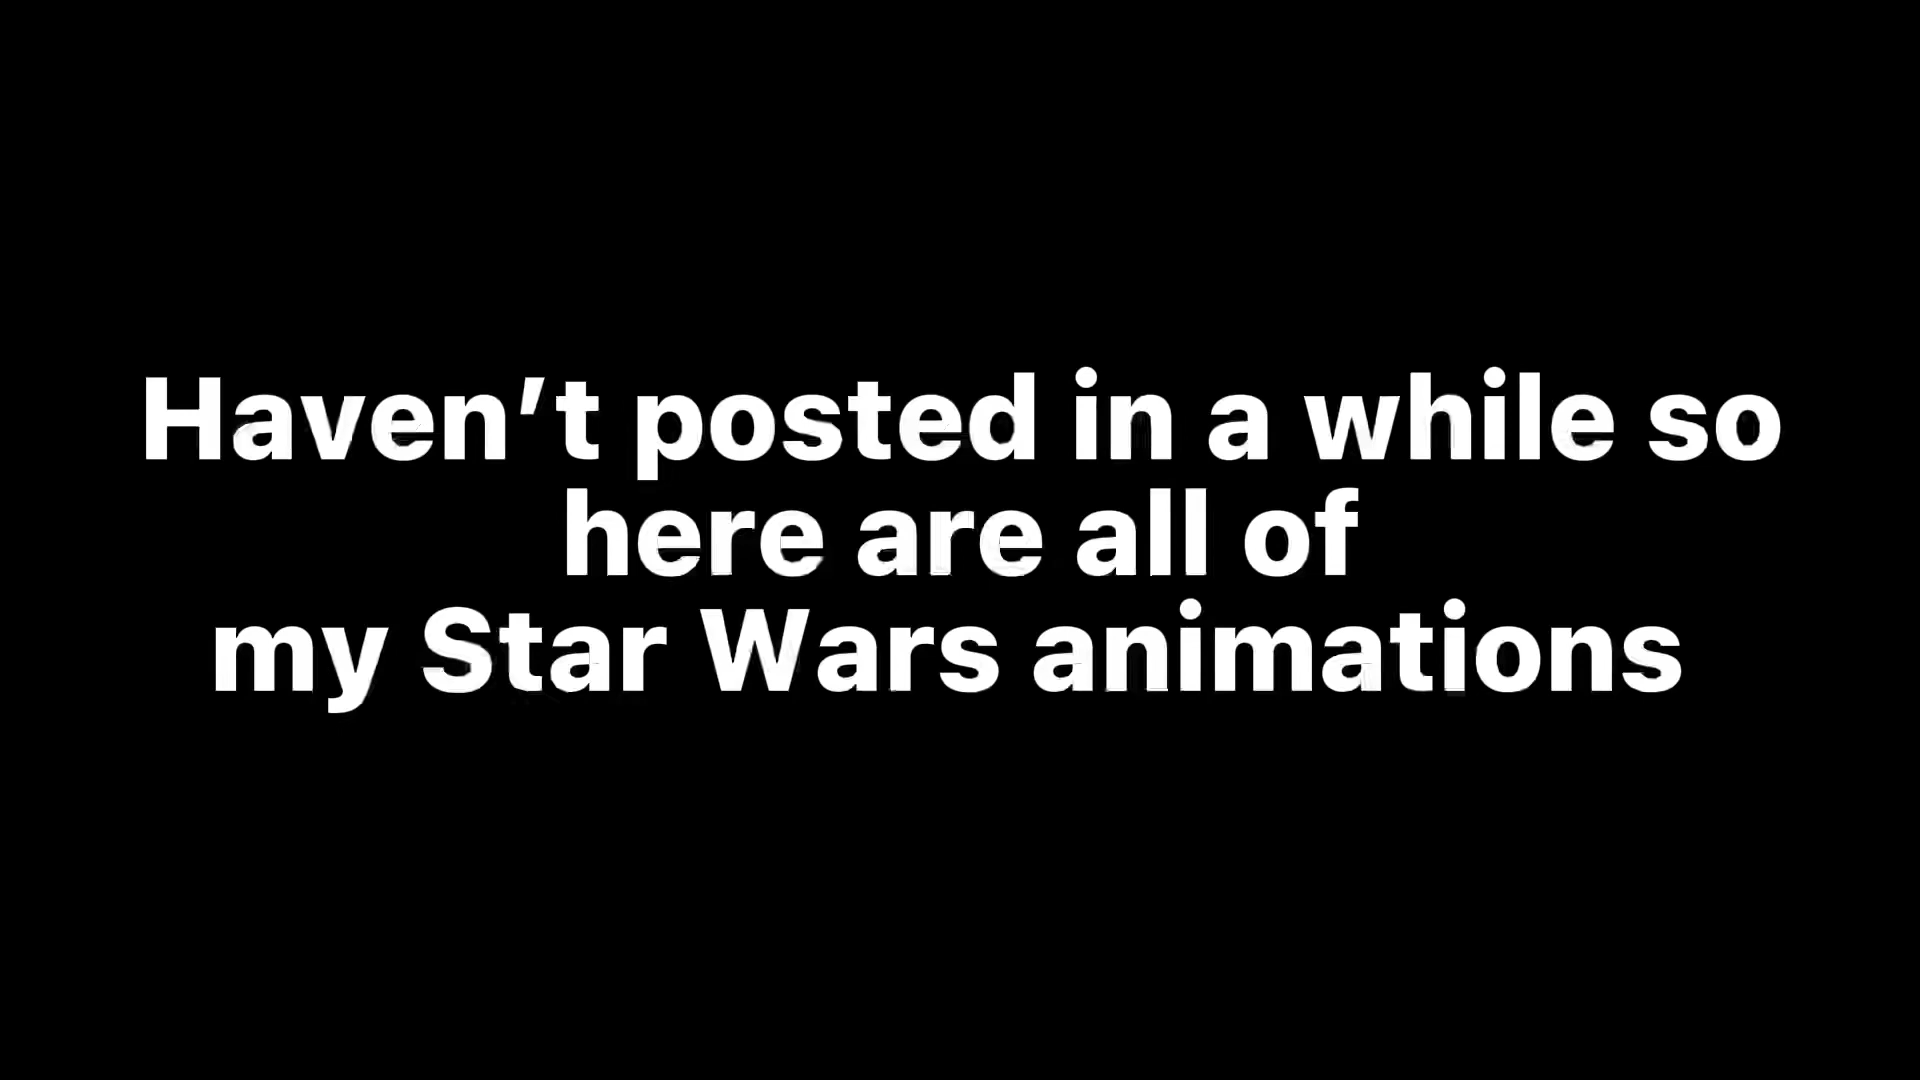 Haven’t posted in a while so
here are all of
my Star Wars animations